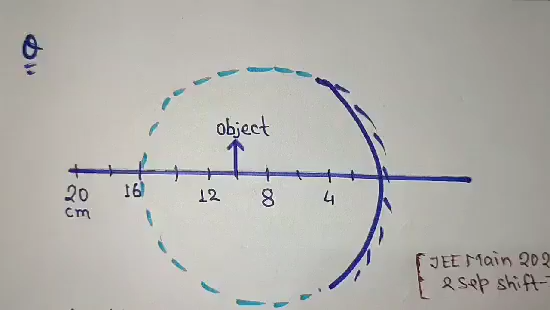 Q
object
20 16 12 8 4
cm
JEE Main 202
2 Sep shift-